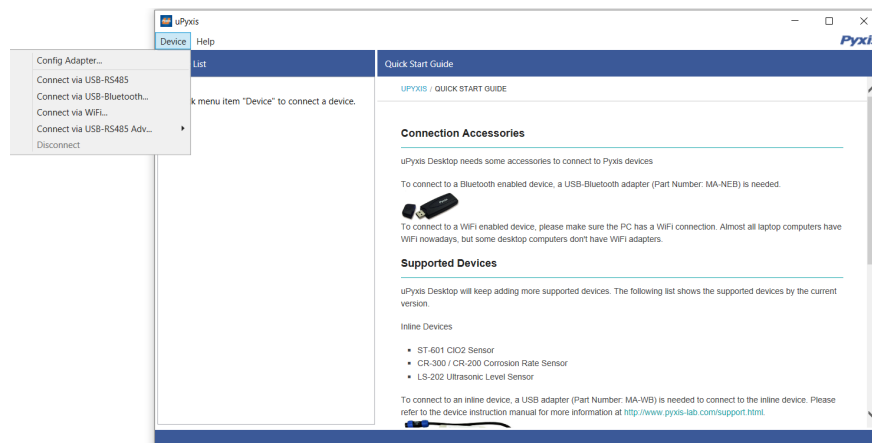 uPyxis
Device Help
Config Adapter...
Connect via USB-RS485
Connect via USB-Bluetooth...
Connect via WiFi...
Connect via USB-RS485 Adv...
Disconnect
List
k menu item "Device" to connect a device.
Quick Start Guide
UPYXIS / QUICK START GUIDE
Connection Accessories
uPyxis Desktop needs some accessories to connect to Pyxis devices
To connect to a Bluetooth enabled device, a USB-Bluetooth adapter (Part Number: MA-NEB) is needed.
To connect to a WiFi enabled device, please make sure the PC has a WiFi connection. Almost all laptop computers have
WiFi nowadays, but some desktop computers don't have WiFi adapters.
Supported Devices
uPyxis Desktop will keep adding more supported devices. The following list shows the supported devices by the current
version.
Inline Devices
ST-601 ClO2 Sensor
CR-300 / CR-200 Corrosion Rate Sensor
LS-202 Ultrasonic Level Sensor
To connect to an inline device, a USB adapter (Part Number: MA-WB) is needed to connect to the inline device. Please
refer to the device instruction manual for more information at http://www.pyxis-lab.com/support.html.